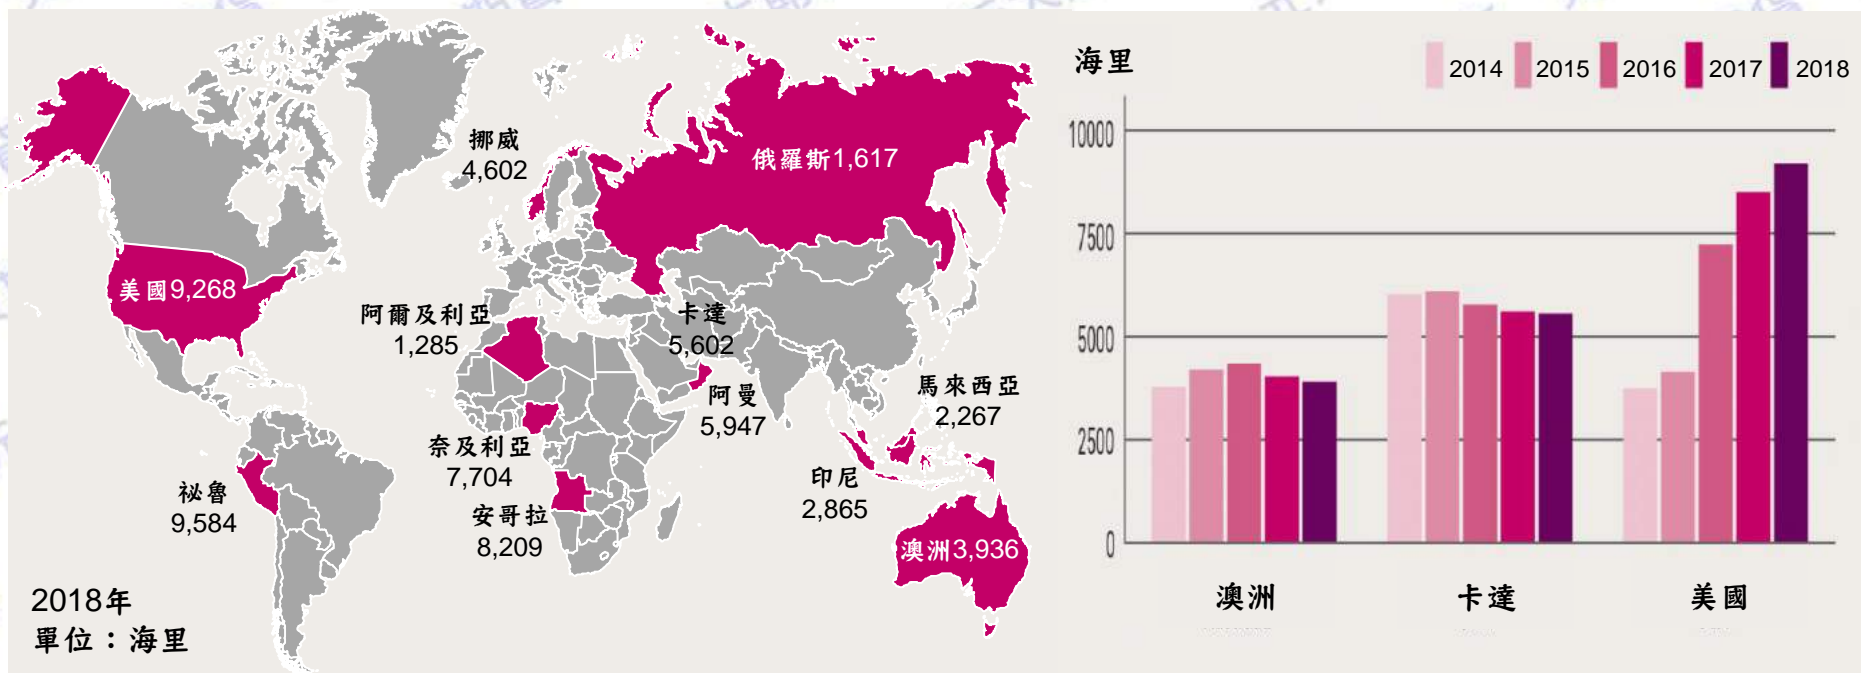 挪威
4,602
俄羅斯1,617
美國9,268
阿爾及利亞
1,285
卡達
5,602
阿曼
5,947
馬來西亞
2,267
奈及利亞
7,704
印尼
2,865
祕魯
9,584
安哥拉
8,209
澳洲3,936
2018年
單位：海里
海里
2014
2015
2016
2017
2018
10000
7500
5000
2500
0
澳洲
卡達
美國